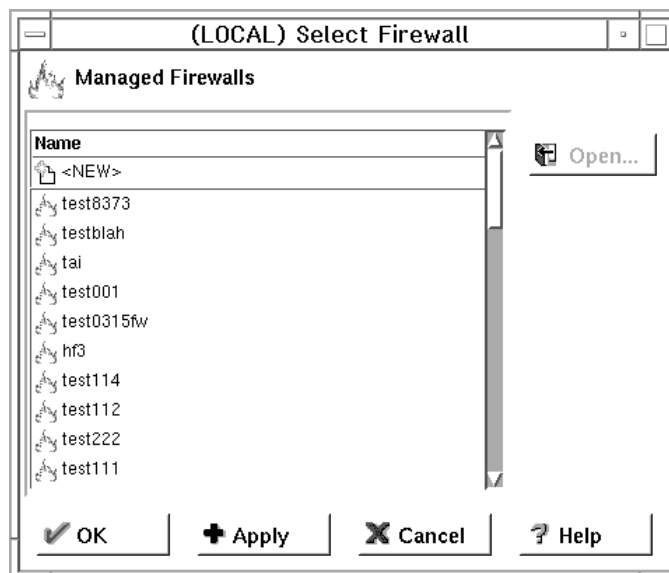 (LOCAL) Select Firewall
Managed Firewalls
Name
<NEW>
Open...
test8373
testblah
tai
test001
test0315fw
hf3
test114
test112
test222
test111
OK
Apply
Cancel
Help